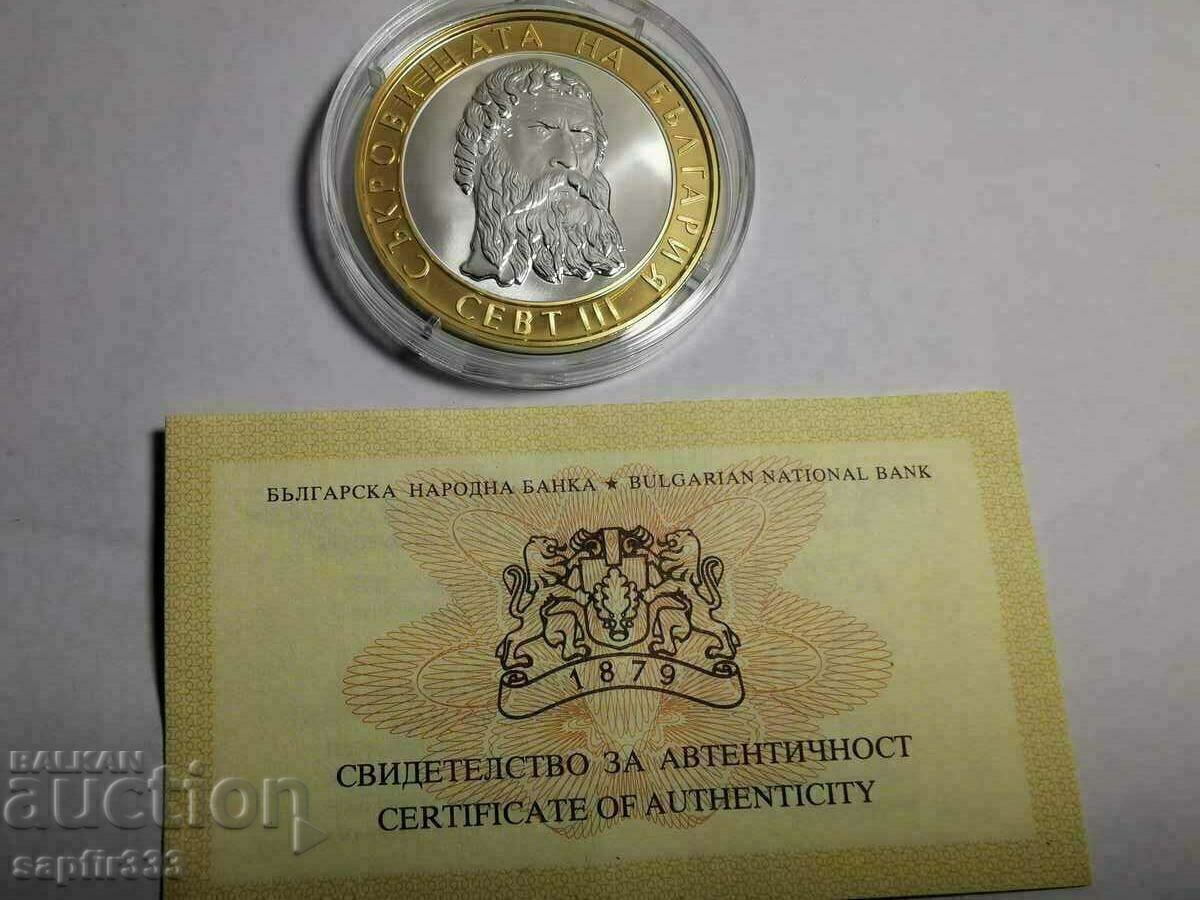 СЪКРОВИЩАТА НА БЪЛГАРИЯ
СЕВТ III
БЪЛГАРСКА НАРОДНА БАНКА ★ BULGARIAN NATIONAL BANK
1879
СВИДЕТЕЛСТВО ЗА АВТЕНТИЧНОСТ
CERTIFICATE OF AUTHENTICITY
BALKAN
auction
sapfir333